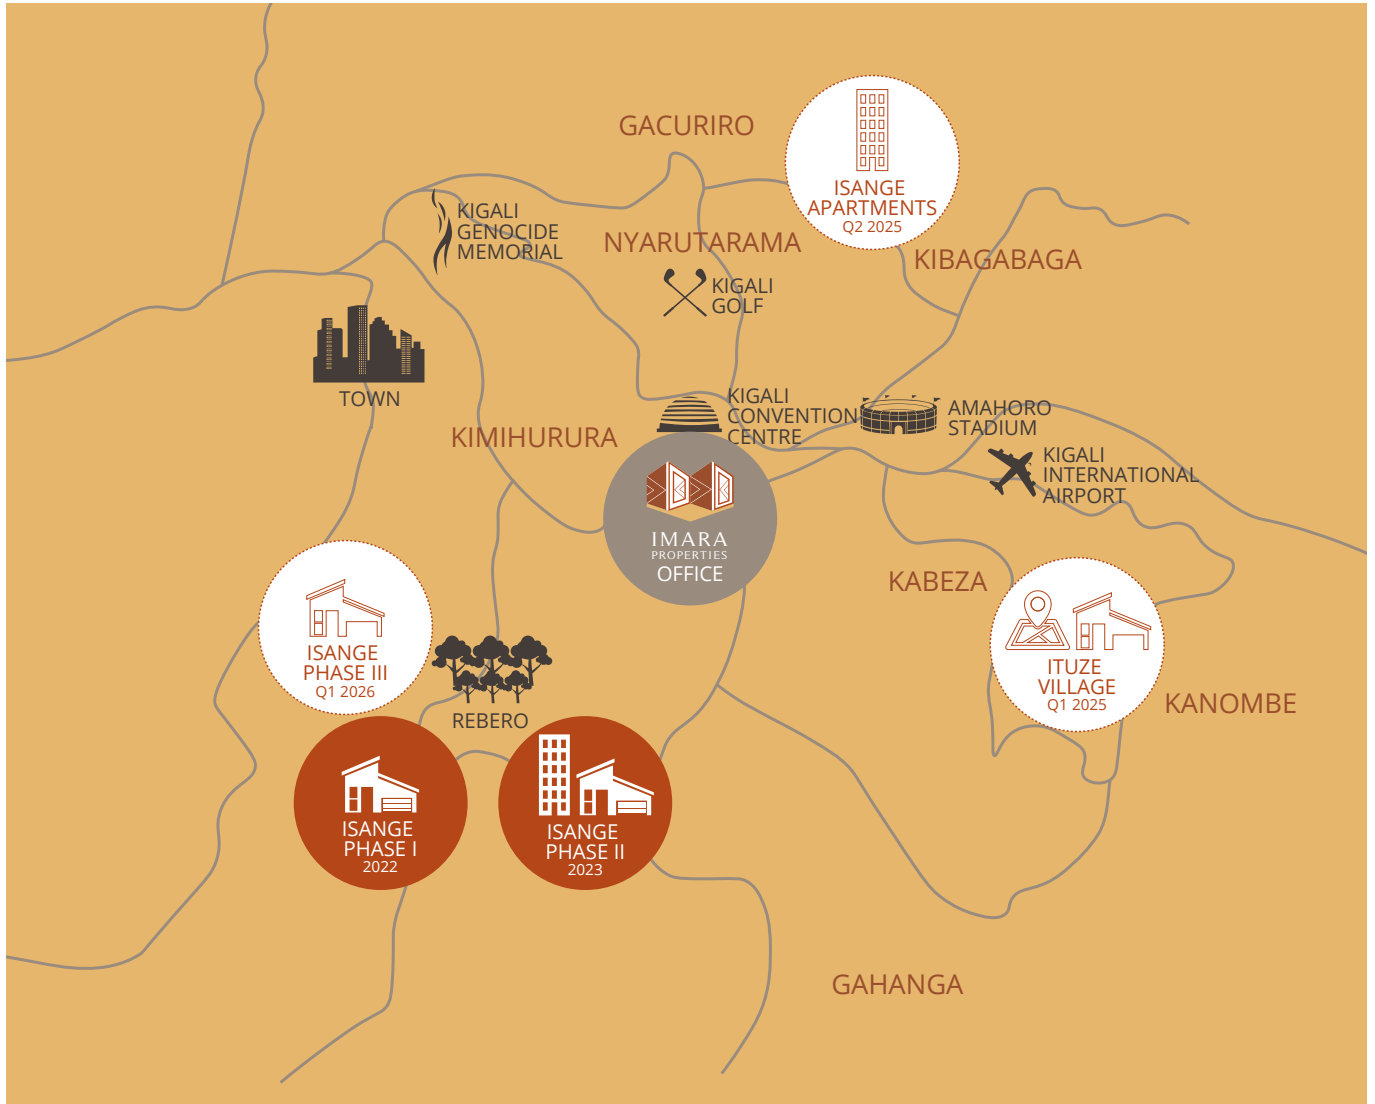 GACURIRO
ISANGE
APARTMENTS
Q2 2025
KIGALI
GENOCIDE
MEMORIAL
NYARUTARAMA
KIBAGABAGA
KIGALI
GOLF
TOWN
KIGALI
CONVENTION
CENTRE
AMAHORO
STADIUM
KIMIHURURA
KIGALI
INTERNATIONAL
AIRPORT
IMARA
PROPERTIES
OFFICE
KABEZA
ISANGE
PHASE III
Q1 2026
ITUZE
VILLAGE
Q1 2025
KANOMBE
REBERO
ISANGE
PHASE I
2022
ISANGE
PHASE II
2023
GAHANGA